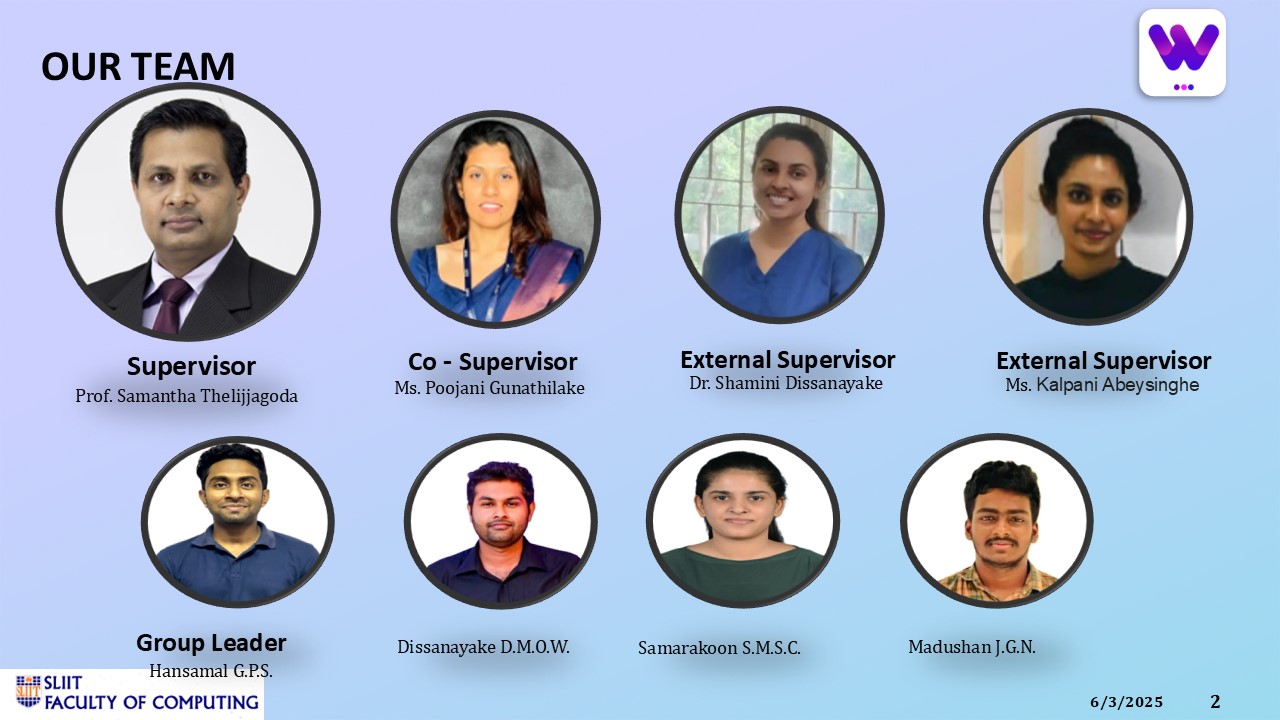 OUR TEAM
Supervisor
Prof. Samantha Thelijjagoda
Co - Supervisor
Ms. Poojani Gunathilake
External Supervisor
Dr. Shamini Dissanayake
External Supervisor
Ms. Kalpani Abeysinghe
Group Leader
Hansamal G.P.S.
Dissanayake D.M.O.W.
Samarakoon S.M.S.C.
Madushan J.G.N.
SLIIT
SLIIT
FACULTY OF COMPUTING
6/3/2025
2